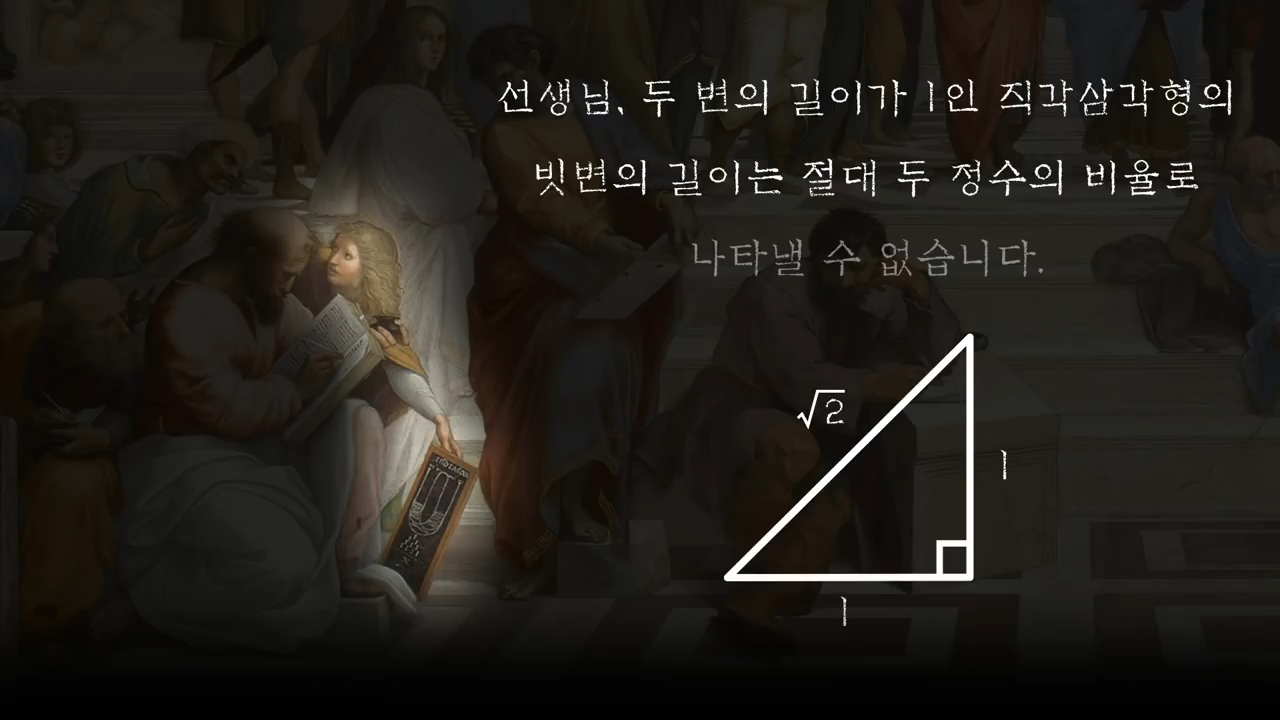 선생님, 두 변의 길이가 1인 직각삼각형의
빗변의 길이는 절대 두 정수의 비율로
나타낼 수 없습니다.
√2
1
1